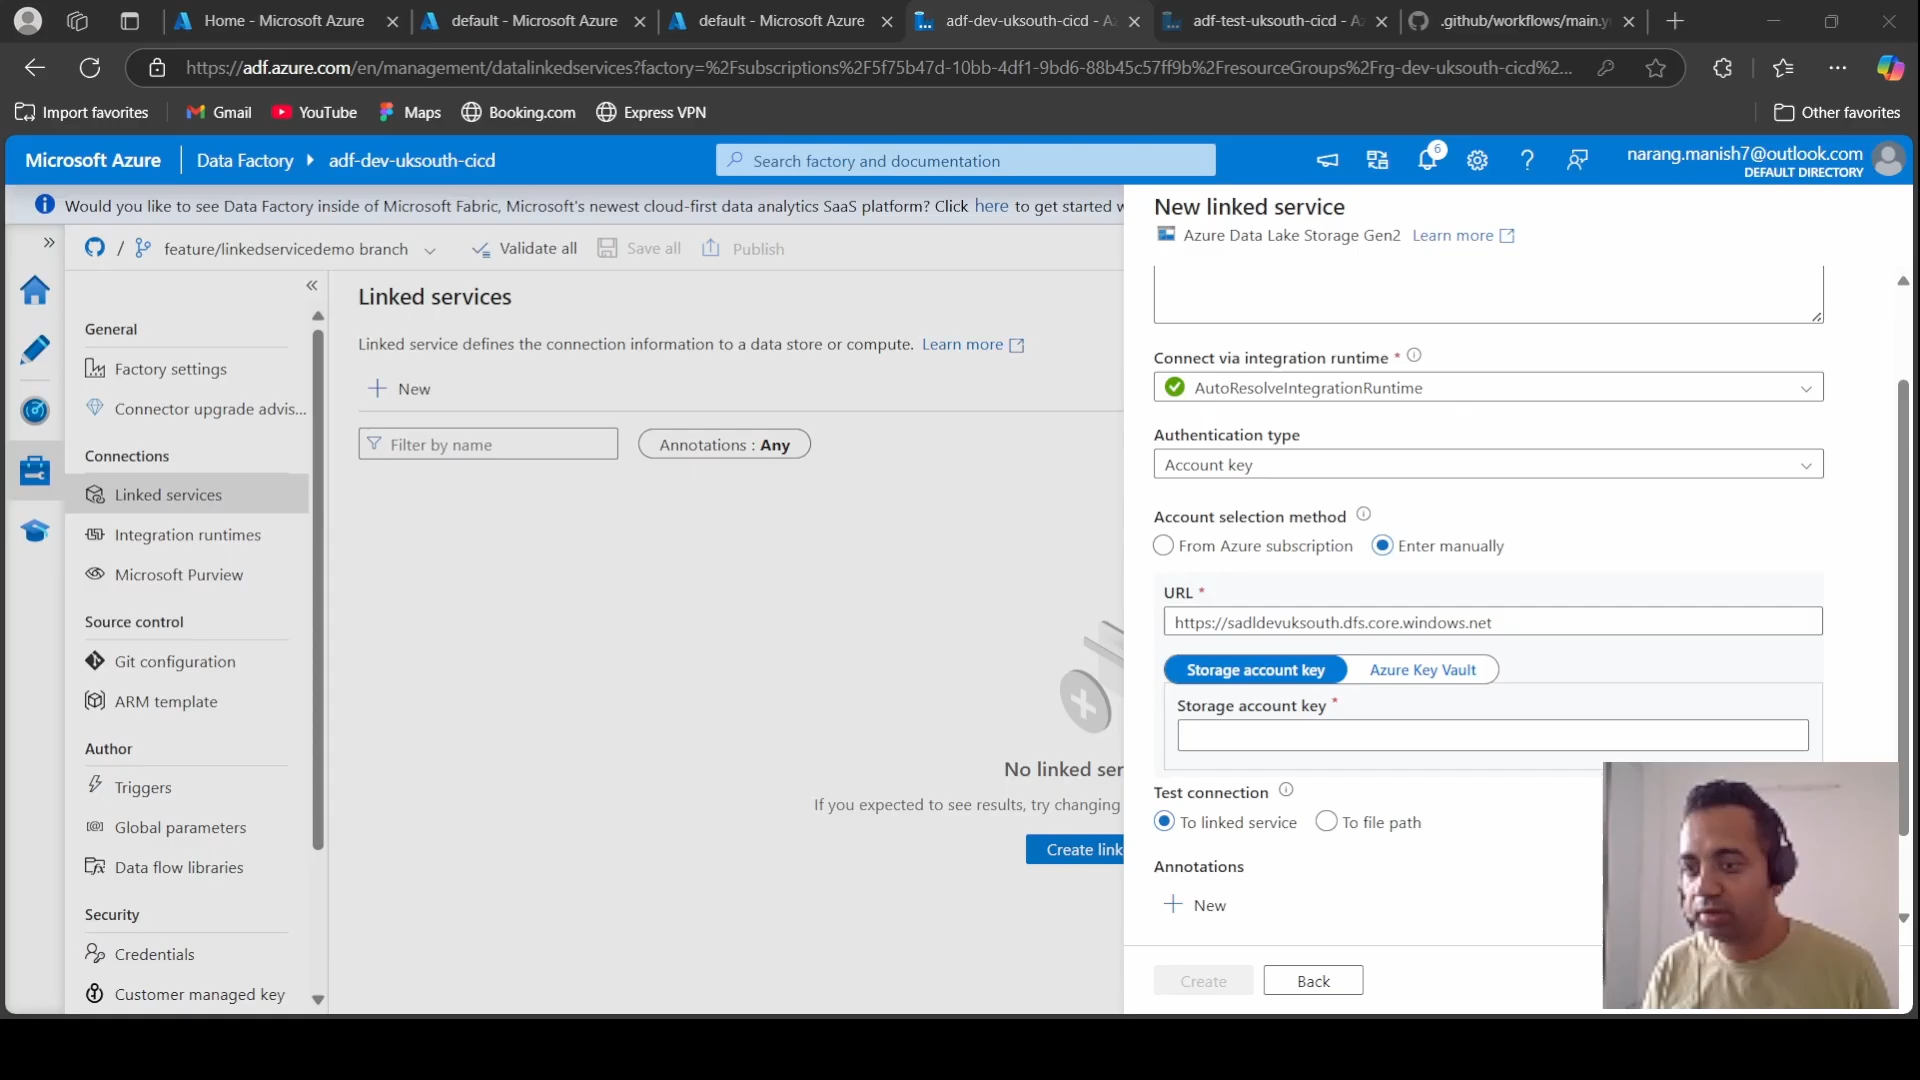 Home - Microsoft Azure
default - Microsoft Azure
default - Microsoft Azure
adf-dev-uksouth-cicd - A
adf-test-uksouth-cicd - Az
.github/workflows/main.y
https://adf.azure.com/en/management/datalinkedservices?factory=%2Fsubscriptions%2F5f75b47d-10bb-4df1-9bd6-88b45c57ff9b%2FresourceGroups%2Frg-dev-uksouth-cicd%2...
Import favorites
Gmail
YouTube
Maps
Booking.com
Express VPN
Other favorites
Microsoft Azure
Data Factory
adf-dev-uksouth-cicd
Search factory and documentation
6
narang.manish7@outlook.com
DEFAULT DIRECTORY
Would you like to see Data Factory inside of Microsoft Fabric, Microsoft's newest cloud-first data analytics SaaS platform? Click here to get started w
/ feature/linkedservicedemo branch
Validate all
Save all
Publish
General
Factory settings
Connector upgrade advis...
Connections
Linked services
Integration runtimes
Microsoft Purview
Source control
Git configuration
ARM template
Author
Triggers
Global parameters
Data flow libraries
Security
Credentials
Customer managed key
Linked services
Linked service defines the connection information to a data store or compute. Learn more
New
Filter by name
Annotations : Any
No linked ser
If you expected to see results, try changing
Create link
New linked service
Azure Data Lake Storage Gen2 Learn more
Connect via integration runtime *
AutoResolveIntegrationRuntime
Authentication type
Account key
Account selection method
From Azure subscription
Enter manually
URL *
https://sadldevuksouth.dfs.core.windows.net
Storage account key
Azure Key Vault
Storage account key *
Test connection
To linked service
To file path
Annotations
New
Create
Back